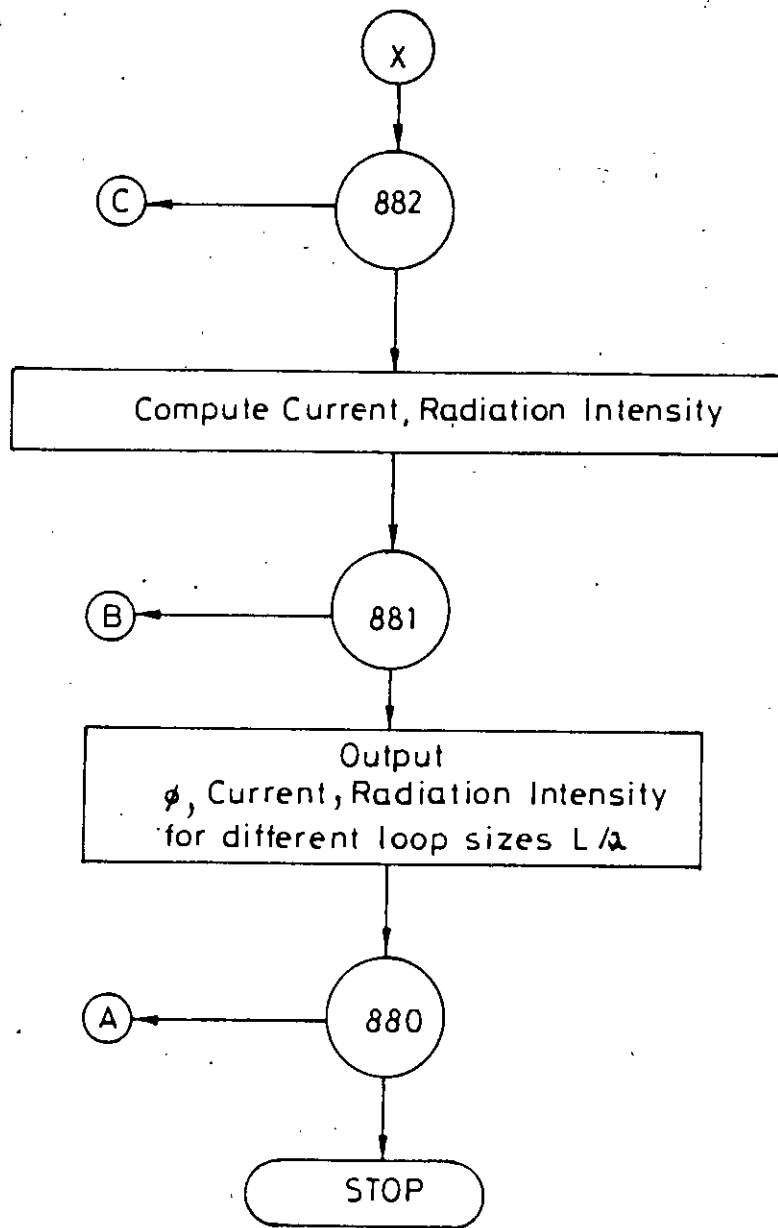 X
C
882
Compute Current, Radiation Intensity
B
881
Output
ø, Current, Radiation Intensity
for different loop sizes L/λ
A
880
STOP